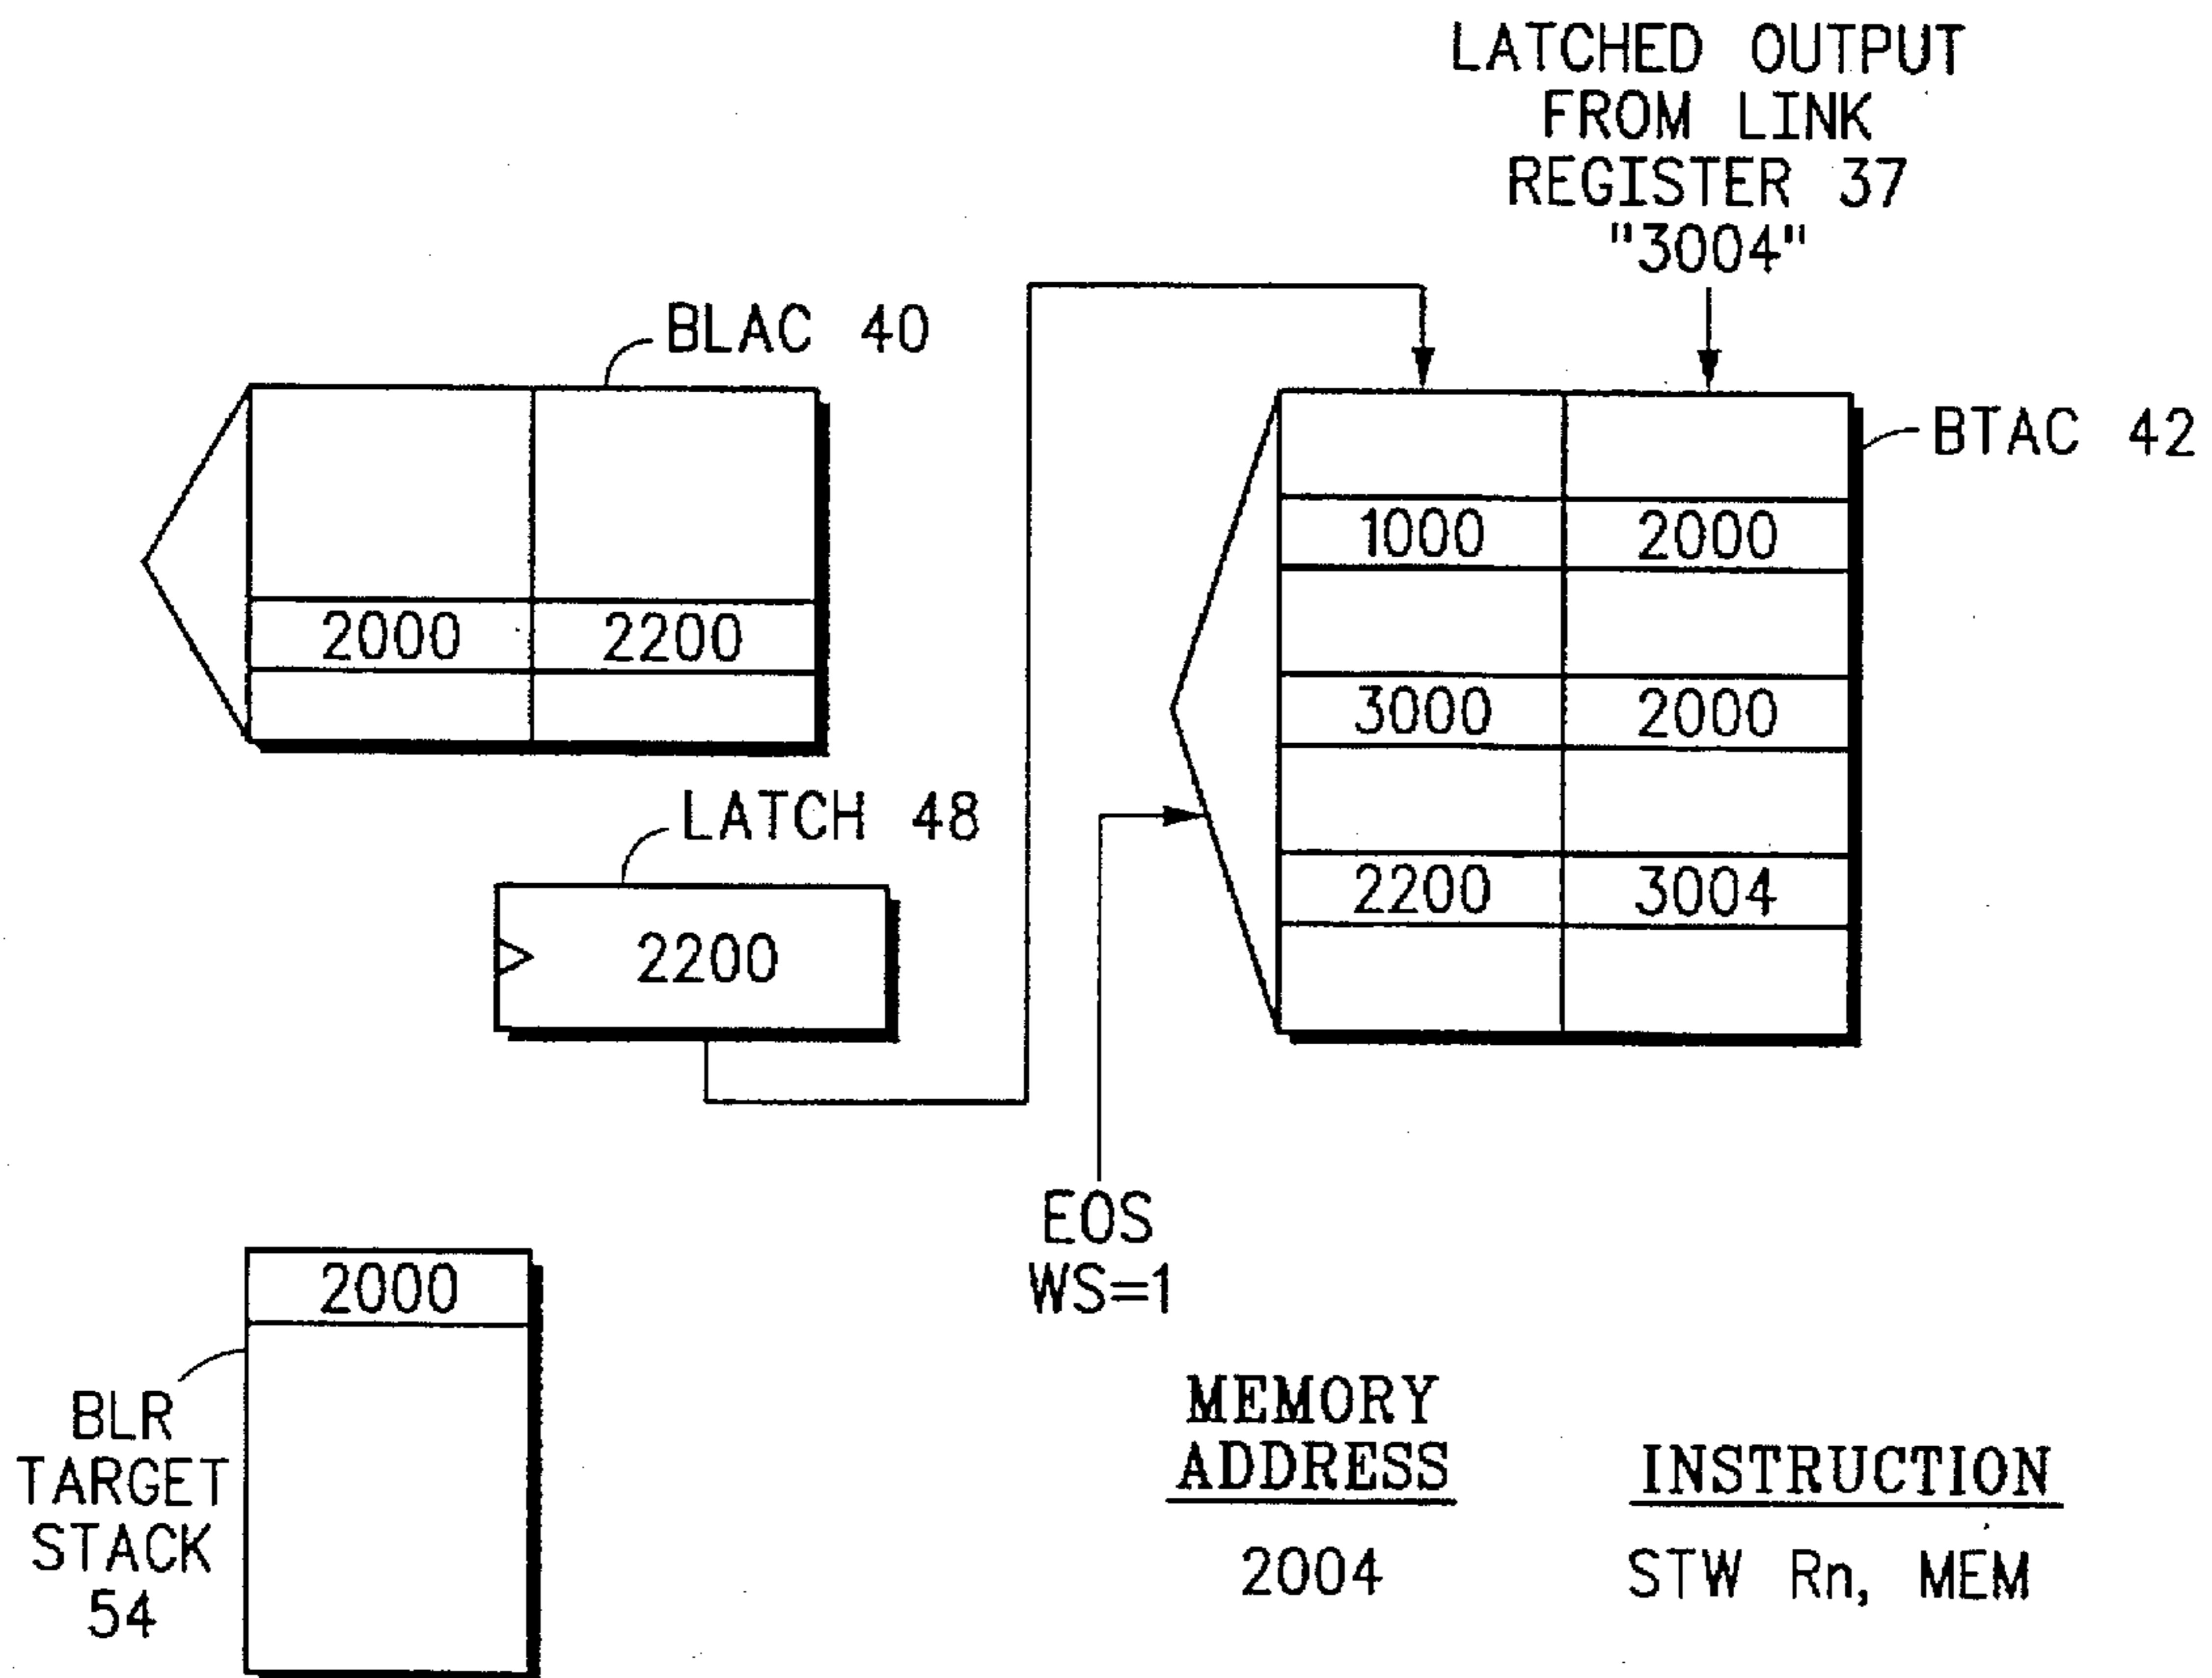 LATCHED OUTPUT
FROM LINK
REGISTER 37
"3004"
BLAC 40
2000 2200
BTAC 42
1000 2000
3000 2000
2200 3004
LATCH 48
2200
EOS
WS=1
2000
BLR
TARGET
STACK
54
MEMORY
ADDRESS
INSTRUCTION
2004
STW Rn, MEM